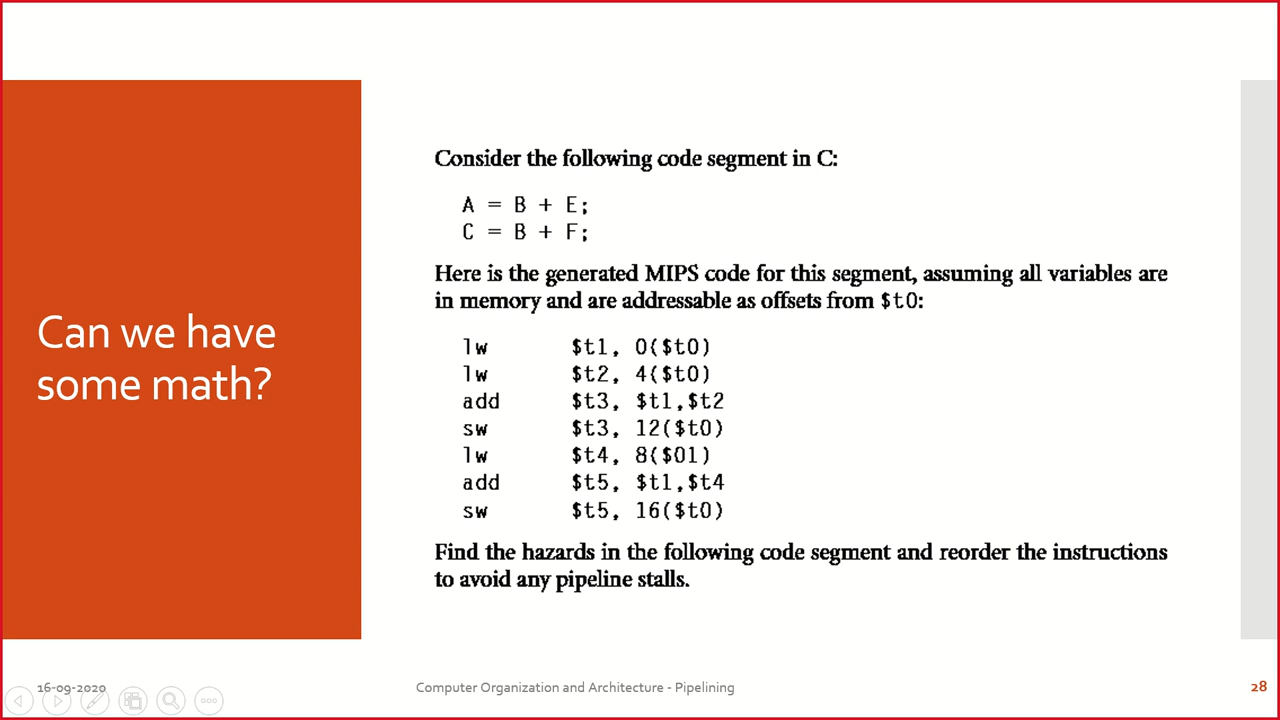 Can we have
some math?
Consider the following code segment in C:
A = B + E;
C = B + F;
Here is the generated MIPS code for this segment, assuming all variables are
in memory and are addressable as offsets from $t0:
lw $t1, 0($t0)
lw $t2, 4($t0)
add $t3, $t1,$t2
sw $t3, 12($t0)
lw $t4, 8($01)
add $t5, $t1,$t4
sw $t5, 16($t0)
Find the hazards in the following code segment and reorder the instructions
to avoid any pipeline stalls.
16-09-2020
Computer Organization and Architecture - Pipelining
28